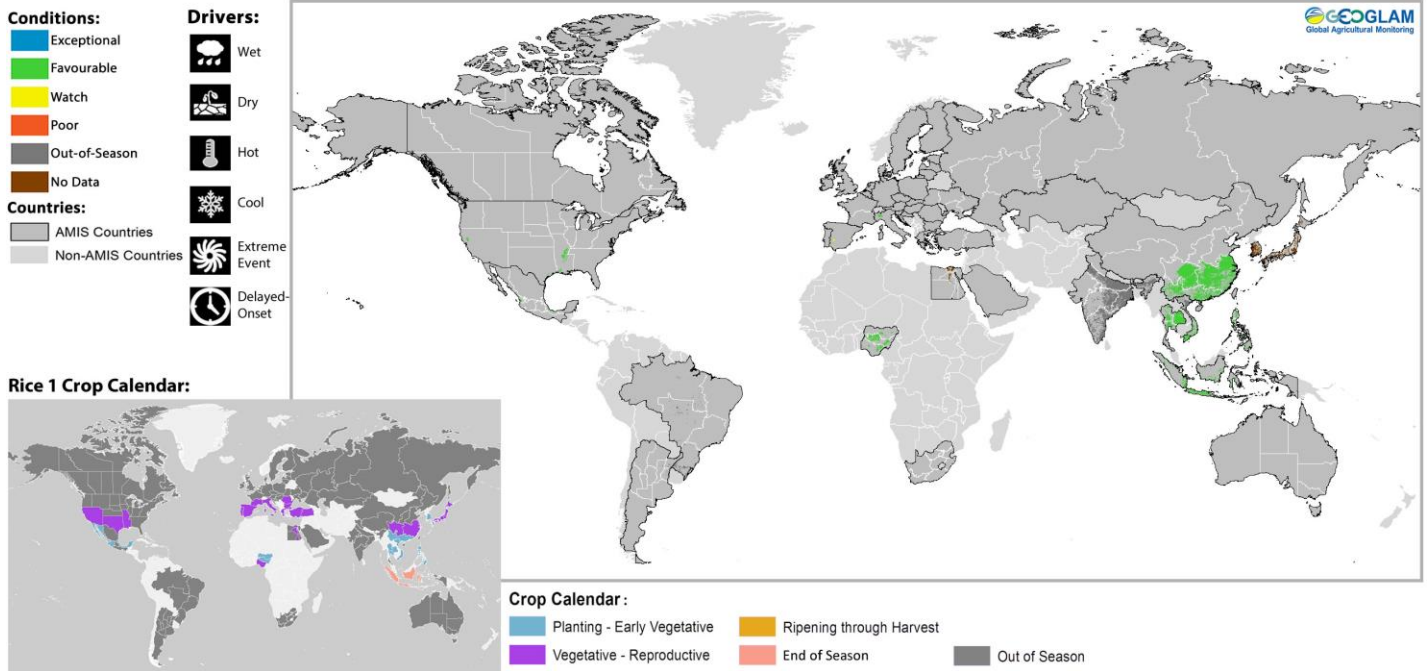 Conditions:
Exceptional
Favourable
Watch
Poor
Out-of-Season
No Data
Countries:
AMIS Countries
Non-AMIS Countries
Drivers:
Wet
Dry
Hot
Cool
Extreme
Event
Delayed-
Onset
GEOGLAM
Global Agricultural Monitoring
Rice 1 Crop Calendar:
Crop Calendar :
Planting - Early Vegetative
Ripening through Harvest
Vegetative - Reproductive
End of Season
Out of Season